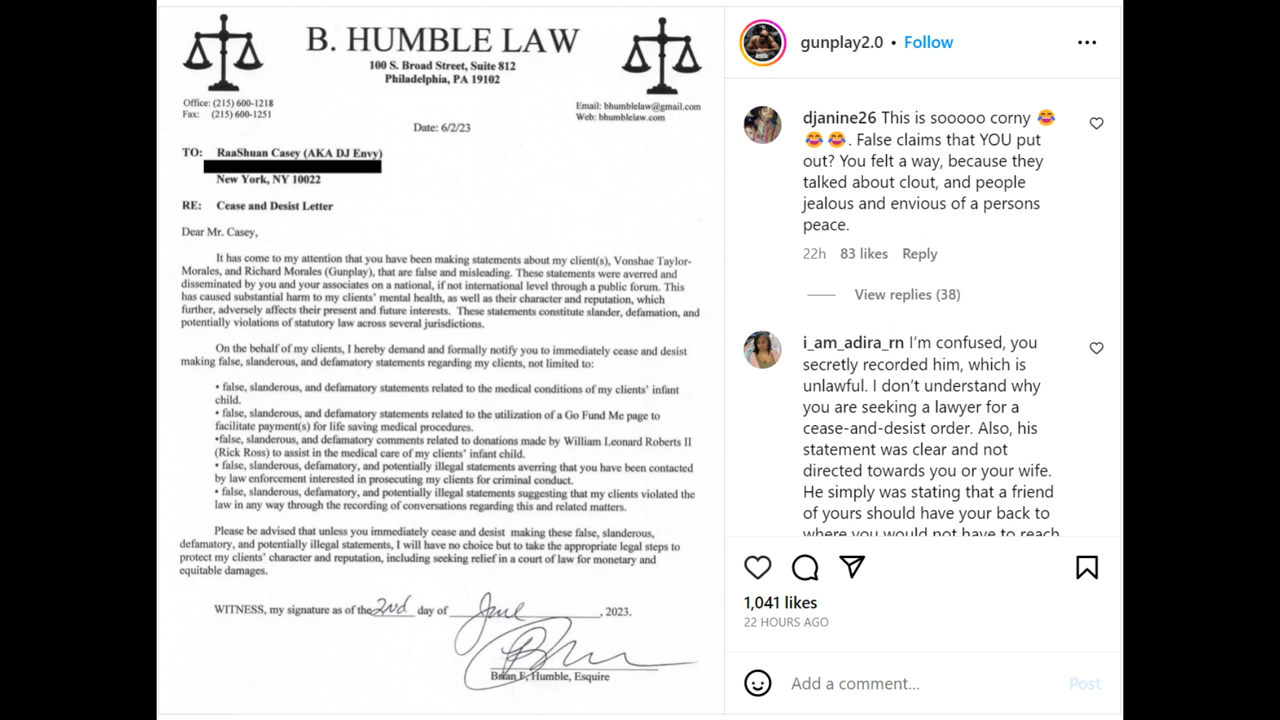 B. HUMBLE LAW
100 S. Broad Street, Suite 812
Philadelphia, PA 19102
Office: (215) 600-1218
Fax: (215) 600-1251
Email: bhumblelaw@gmail.com
Web: bhumblelaw.com
Date: 6/2/23
TO: RaaShuan Casey (AKA DJ Envy)
New York, NY 10022
RE: Cease and Desist Letter
Dear Mr. Casey,
It has come to my attention that you have been making statements about my client(s), Vonshae Taylor-
Morales, and Richard Morales (Gunplay), that are false and misleading. These statements were averred and
disseminated by you and your associates on a national, if not international level through a public forum. This
has caused substantial harm to my clients' mental health, as well as their character and reputation, which
further, adversely affects their present and future interests. These statements constitute slander, defamation, and
potentially violations of statutory law across several jurisdictions.
On the behalf of my clients, I hereby demand and formally notify you to immediately cease and desist
making false, slanderous, and defamatory statements regarding my clients, not limited to:
• false, slanderous, and defamatory statements related to the medical conditions of my clients' infant
child.
• false, slanderous, and defamatory statements related to the utilization of a Go Fund Me page to
facilitate payment(s) for life saving medical procedures.
•false, slanderous, and defamatory comments related to donations made by William Leonard Roberts II
(Rick Ross) to assist in the medical care of my clients' infant child.
• false, slanderous, defamatory, and potentially illegal statements averring that you have been contacted
by law enforcement interested in prosecuting my clients for criminal conduct.
• false, slanderous, defamatory, and potentially illegal statements suggesting that my clients violated the
law in any way through the recording of conversations regarding this and related matters.
Please be advised that unless you immediately cease and desist making these false, slanderous,
defamatory, and potentially illegal statements, I will have no choice but to take the appropriate legal steps to
protect my clients' character and reputation, including seeking relief in a court of law for monetary and
equitable damages.
WITNESS, my signature as of the 2nd day of June, 2023.
Brian F. Humble, Esquire
gunplay2.0 • Follow
djanine26 This is sooooo corny 😂
😂😂. False claims that YOU put
out? You felt a way, because they
talked about clout, and people
jealous and envious of a persons
peace.
22h 83 likes Reply
View replies (38)
i_am_adira_rn I'm confused, you
secretly recorded him, which is
unlawful. I don't understand why
you are seeking a lawyer for a
cease-and-desist order. Also, his
statement was clear and not
directed towards you or your wife.
He simply was stating that a friend
of yours should have your back to
where you would not have to reach
1,041 likes
22 HOURS AGO
Add a comment...
Post